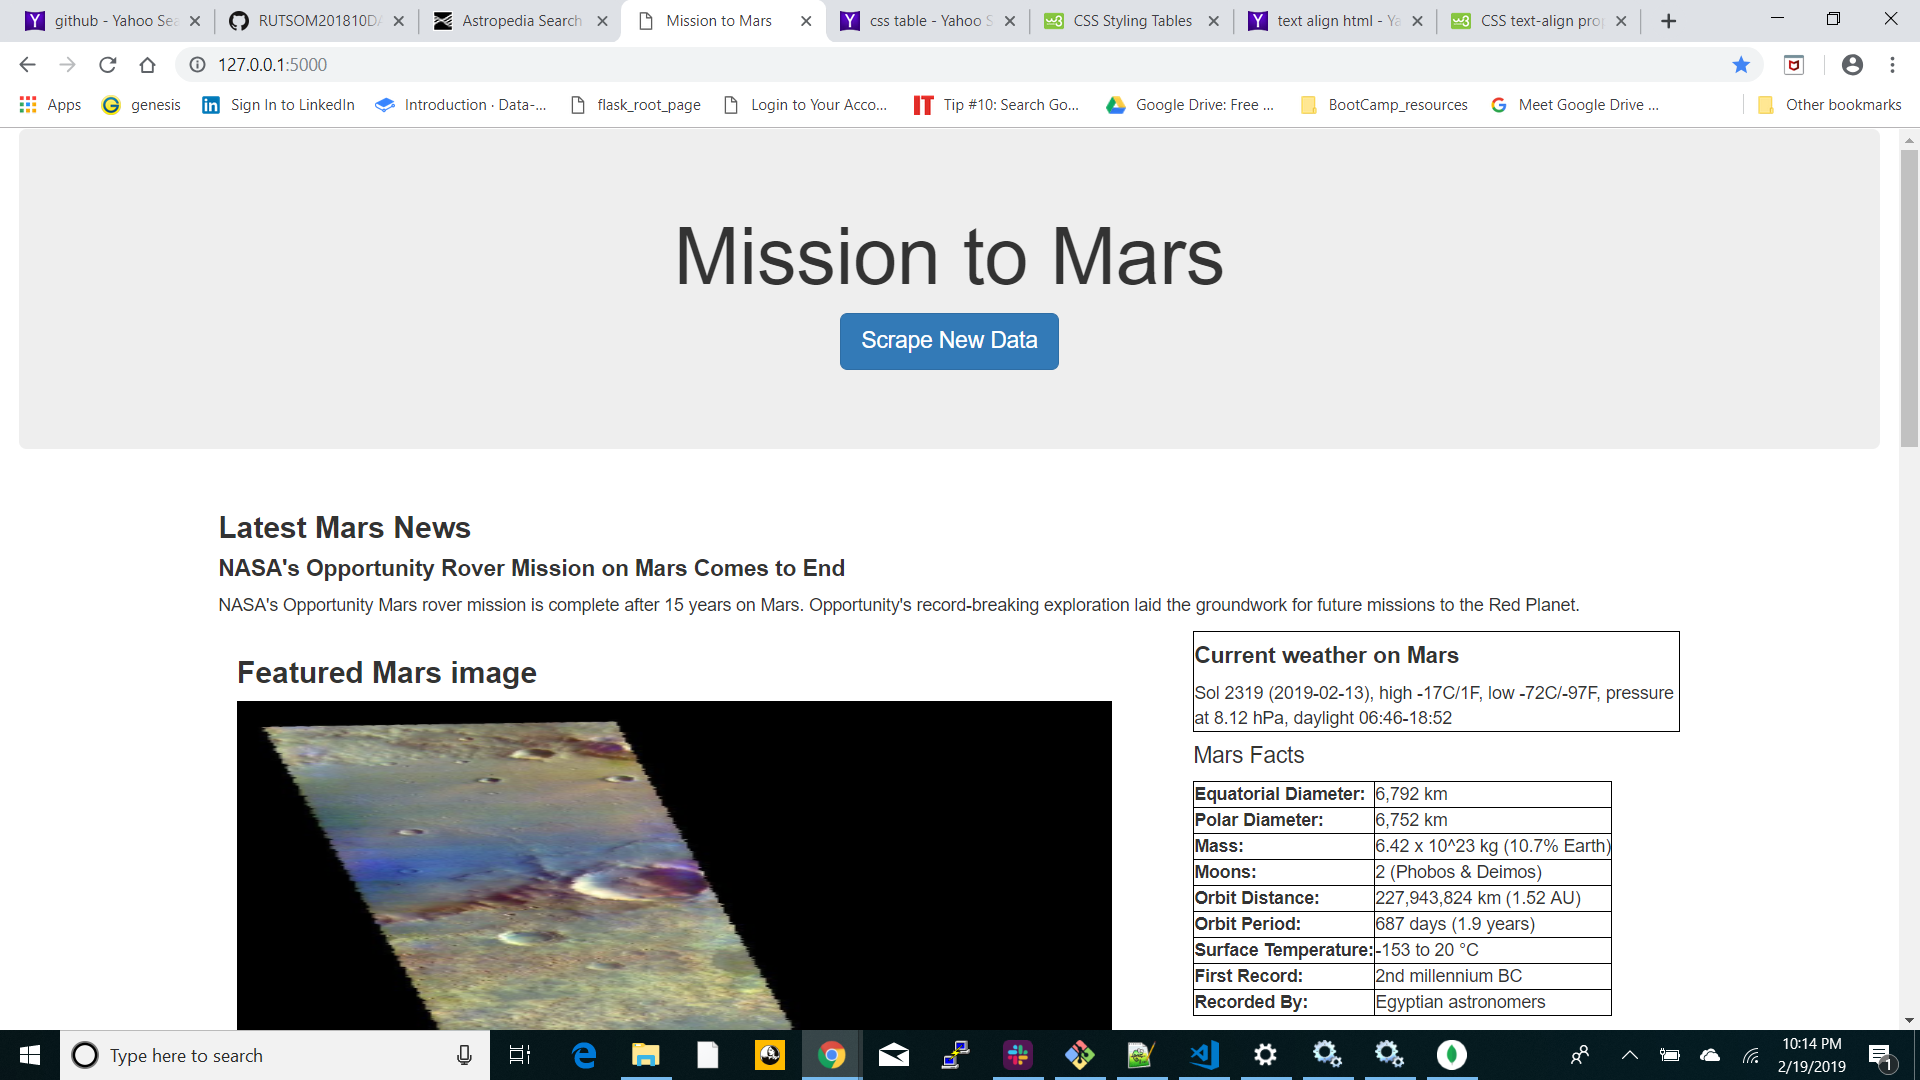 github - Yahoo Sea
RUTSOM201810DA
Astropedia Search
Mission to Mars
css table - Yahoo S
CSS Styling Tables
text align html - Ya
CSS text-align prop
127.0.0.1:5000
Apps
genesis
Sign In to LinkedIn
Introduction · Data-...
flask_root_page
Login to Your Acco...
Tip #10: Search Go...
Google Drive: Free ...
BootCamp_resources
Meet Google Drive ...
Other bookmarks
Mission to Mars
Scrape New Data
Latest Mars News
NASA's Opportunity Rover Mission on Mars Comes to End
NASA's Opportunity Mars rover mission is complete after 15 years on Mars. Opportunity's record-breaking exploration laid the groundwork for future missions to the Red Planet.
Featured Mars image
Current weather on Mars
Sol 2319 (2019-02-13), high -17C/1F, low -72C/-97F, pressure
at 8.12 hPa, daylight 06:46-18:52
Mars Facts
Equatorial Diameter: 6,792 km
Polar Diameter: 6,752 km
Mass: 6.42 x 10^23 kg (10.7% Earth)
Moons: 2 (Phobos & Deimos)
Orbit Distance: 227,943,824 km (1.52 AU)
Orbit Period: 687 days (1.9 years)
Surface Temperature: -153 to 20 °C
First Record: 2nd millennium BC
Recorded By: Egyptian astronomers
Type here to search
10:14 PM
2/19/2019
1